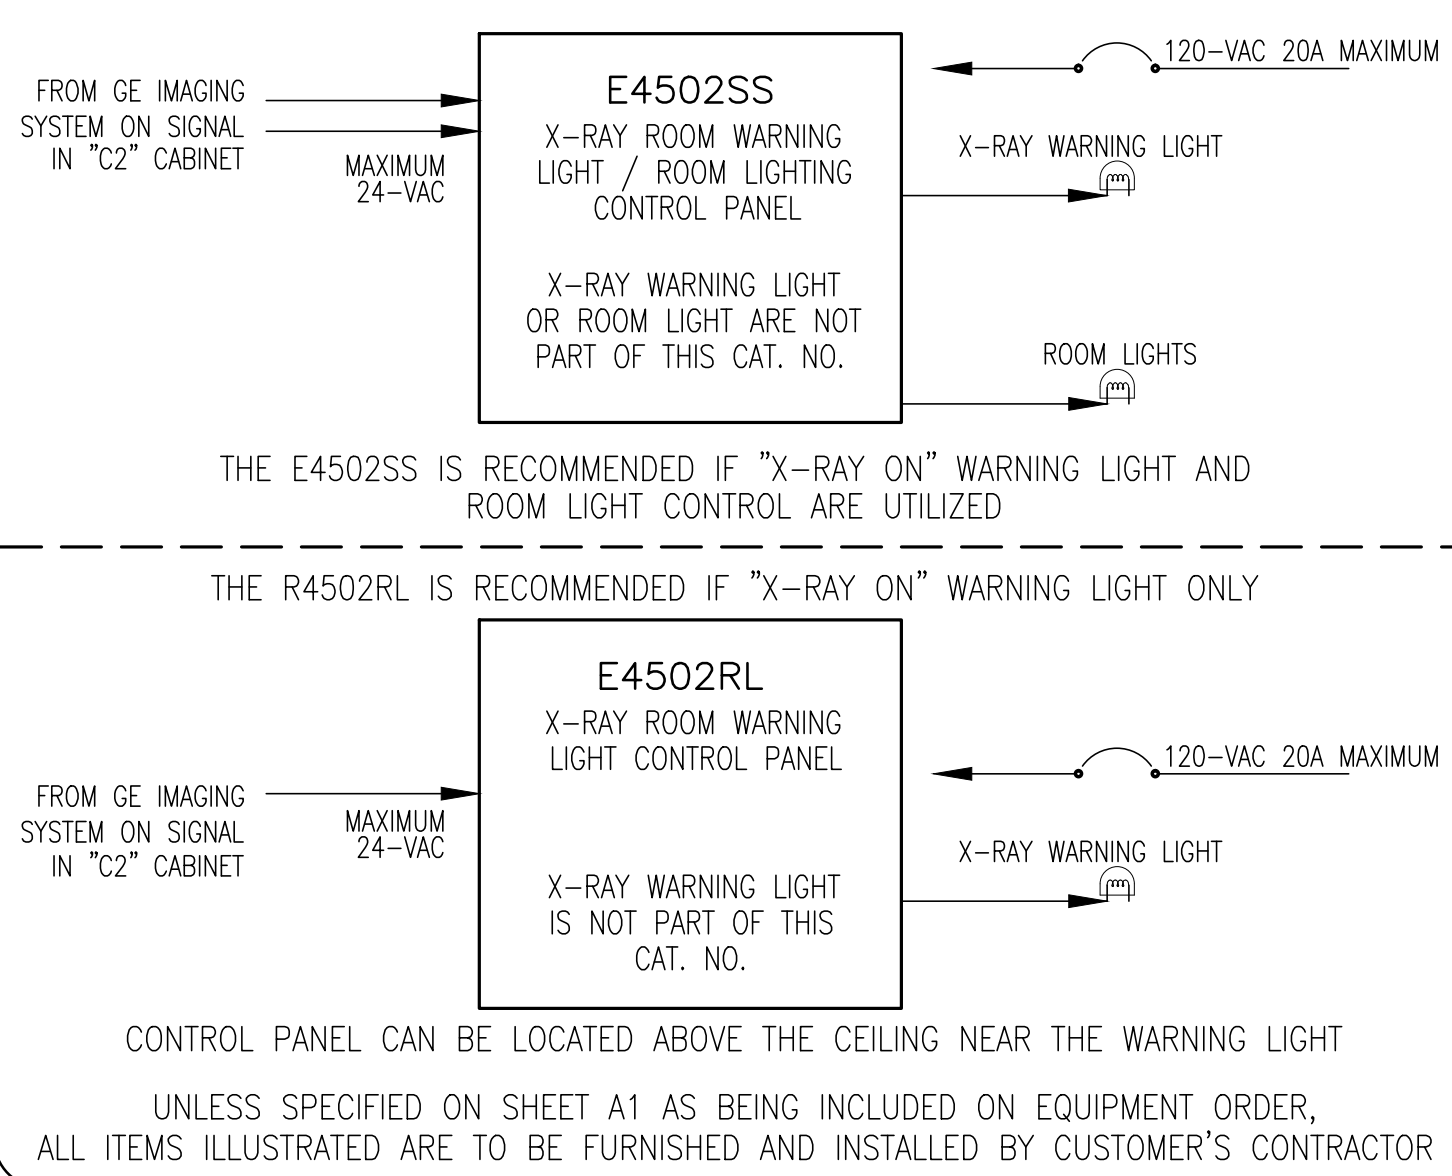 E4502SS
X-RAY ROOM WARNING
LIGHT / ROOM LIGHTING
CONTROL PANEL
X-RAY WARNING LIGHT
OR ROOM LIGHT ARE NOT
PART OF THIS CAT. NO.
FROM GE IMAGING
SYSTEM ON SIGNAL
IN "C2" CABINET
MAXIMUM
24-VAC
120-VAC 20A MAXIMUM
X-RAY WARNING LIGHT
ROOM LIGHTS
THE E4502SS IS RECOMMENDED IF "X-RAY ON" WARNING LIGHT AND
ROOM LIGHT CONTROL ARE UTILIZED
THE R4502RL IS RECOMMENDED IF "X-RAY ON" WARNING LIGHT ONLY
E4502RL
X-RAY ROOM WARNING
LIGHT CONTROL PANEL
X-RAY WARNING LIGHT
IS NOT PART OF THIS
CAT. NO.
FROM GE IMAGING
SYSTEM ON SIGNAL
IN "C2" CABINET
MAXIMUM
24-VAC
120-VAC 20A MAXIMUM
X-RAY WARNING LIGHT
CONTROL PANEL CAN BE LOCATED ABOVE THE CEILING NEAR THE WARNING LIGHT
UNLESS SPECIFIED ON SHEET A1 AS BEING INCLUDED ON EQUIPMENT ORDER,
ALL ITEMS ILLUSTRATED ARE TO BE FURNISHED AND INSTALLED BY CUSTOMER'S CONTRACTOR